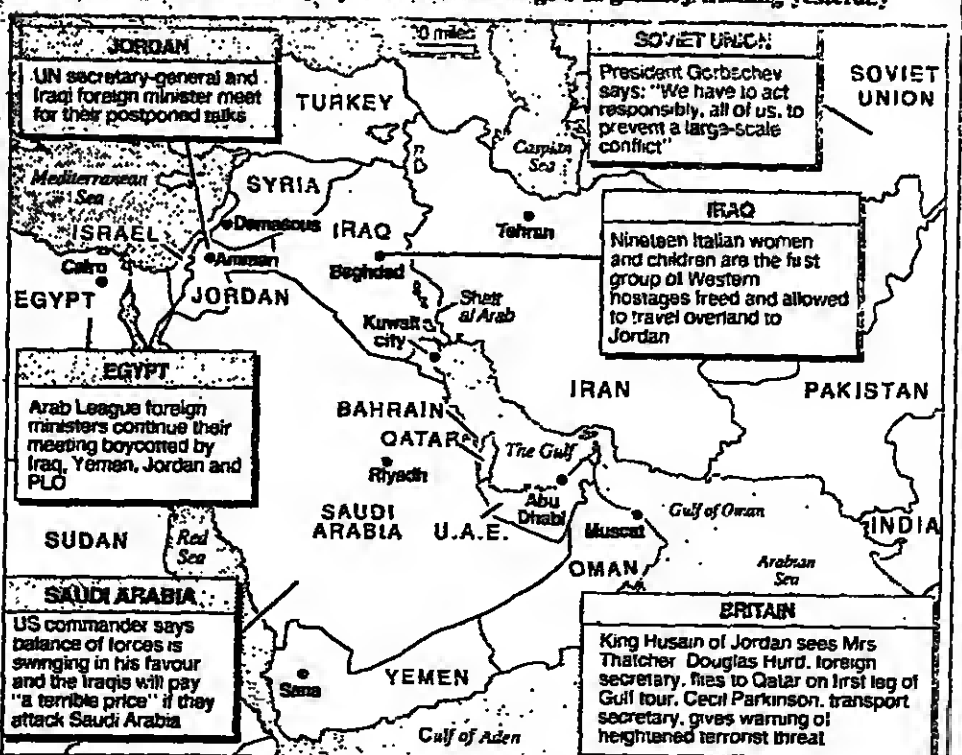 yesterday
0 miles
JORDAN
UN secretary-general and
Iraqi foreign minister meet
for their postponed talks
SOVIET UNION
President Gorbachev
says: "We have to act
responsibly, all of us, to
prevent a large-scale
conflict"
SOVIET
UNION
TURKEY
Caspian
Sea
Mediterranean
Sea
SYRIA
Damascus
ISRAEL
IRAQ
Tehran
Cairo
Amman
Baghdad
EGYPT
JORDAN
Shatt
al Arab
Kuwait
city
IRAQ
Nineteen Italian women
and children are the first
group of Western
hostages freed and allowed
to travel overland to
Jordan
EGYPT
Arab League foreign
ministers continue their
meeting boycotted by
Iraq, Yemen, Jordan and
PLO
IRAN
PAKISTAN
BAHRAIN
QATAR
The Gulf
Riyadh
Abu
Dhabi
SAUDI
ARABIA
U.A.E.
Muscat
Gulf of Oman
INDIA
SUDAN
Red
Sea
OMAN
Arabian
Sea
SAUDI ARABIA
US commander says
balance of forces is
swinging in his favour
and the Iraqis will pay
"a terrible price" if they
attack Saudi Arabia
Sana
YEMEN
Gulf of Aden
BRITAIN
King Husain of Jordan sees Mrs
Thatcher. Douglas Hurd, foreign
secretary, flies to Qatar on first leg of
Gulf tour. Cecil Parkinson, transport
secretary, gives warning of
heightened terrorist threat